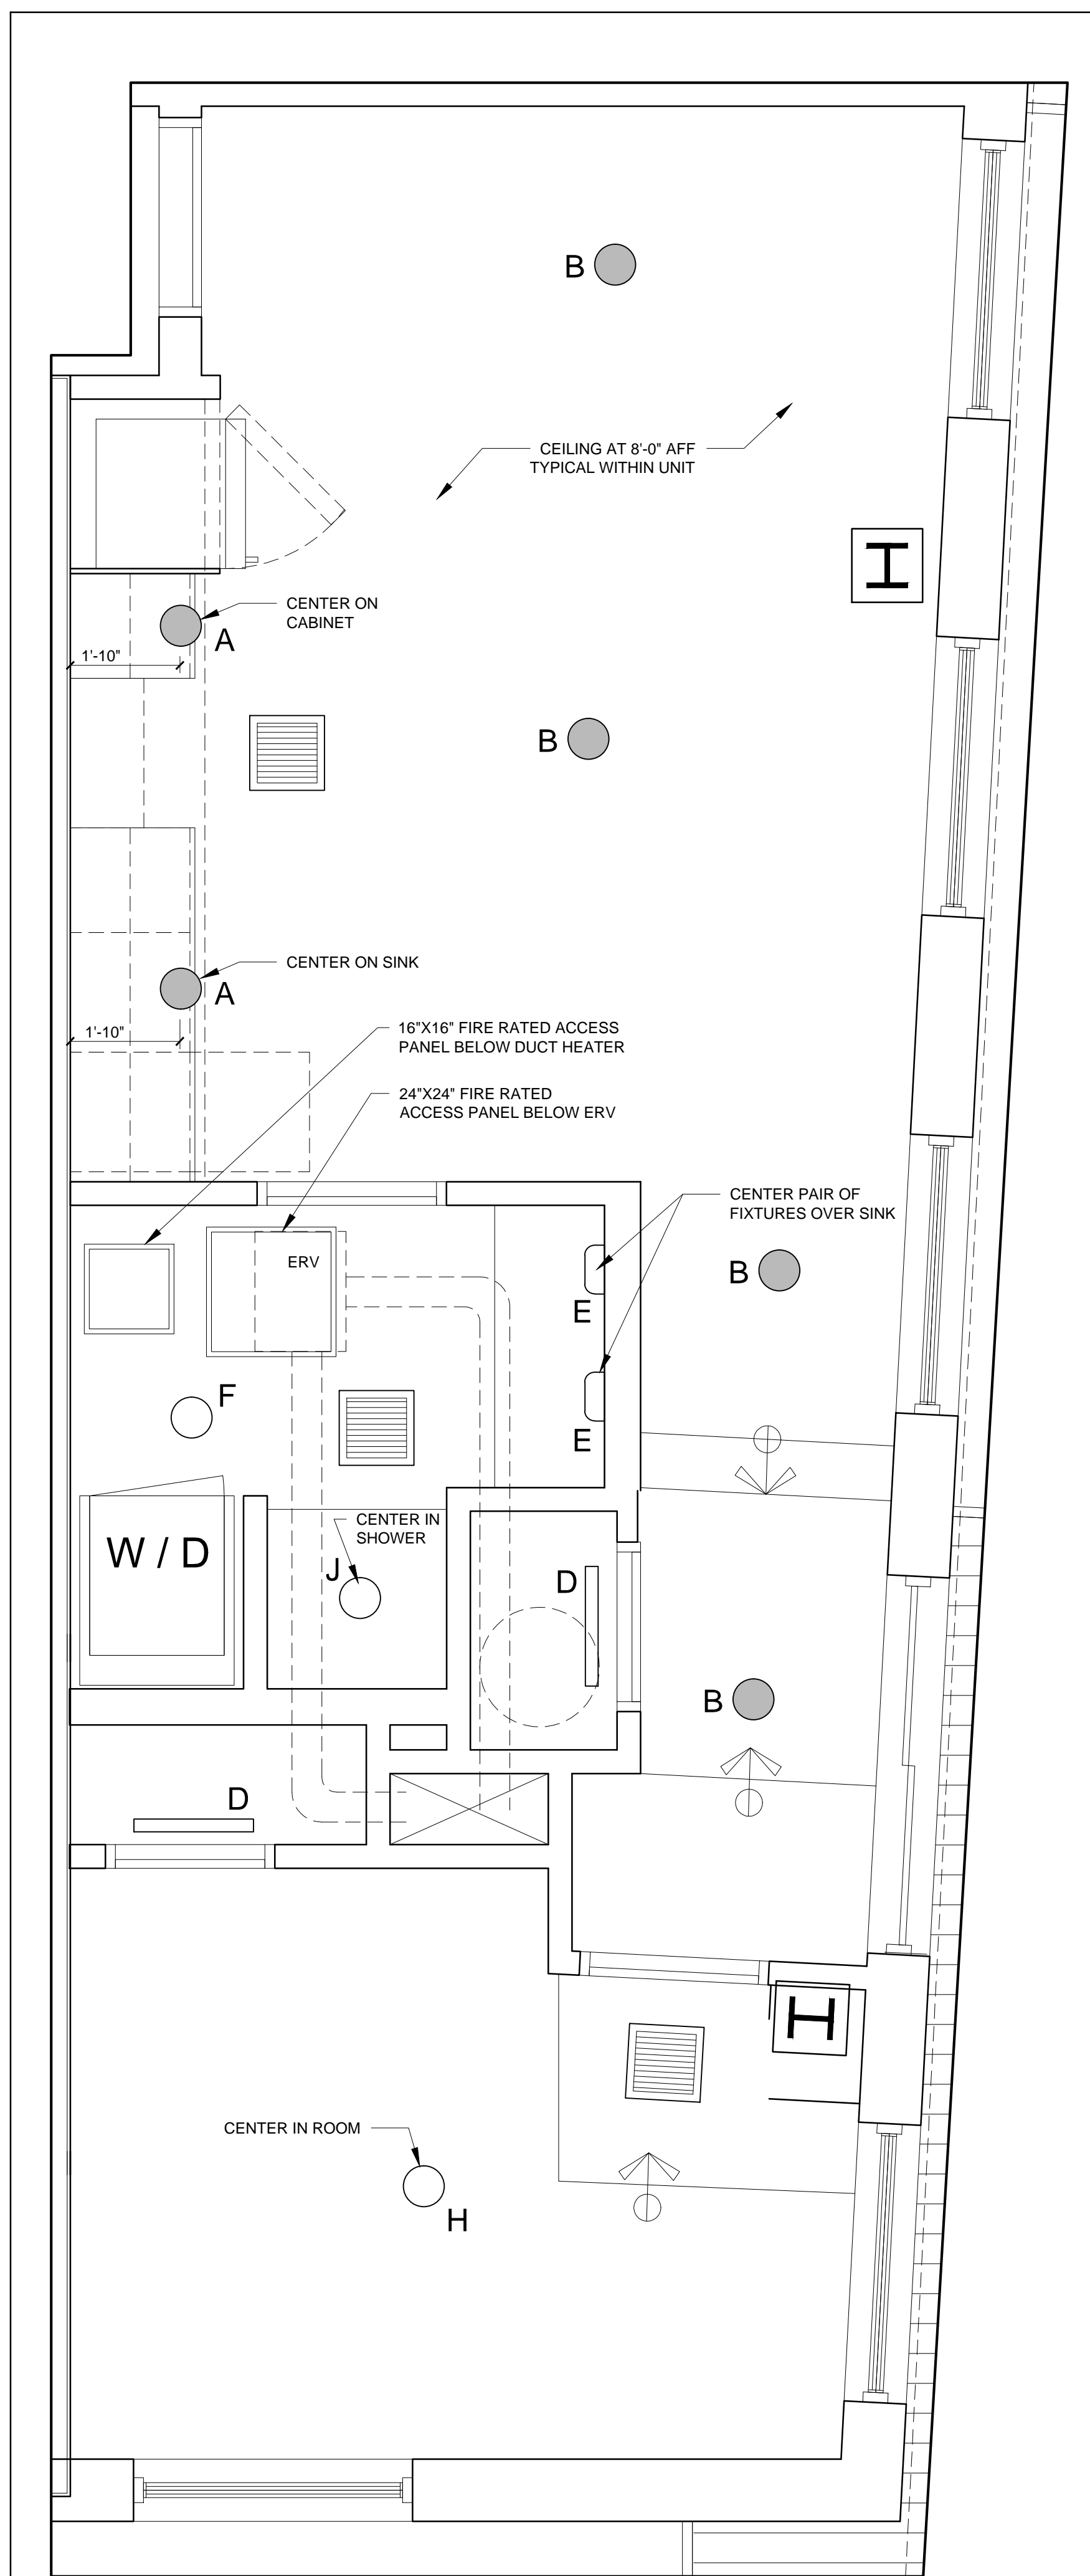 B
CEILING AT 8'-0" AFF
TYPICAL WITHIN UNIT
H
CENTER ON
CABINET
A
1'-10"
B
CENTER ON SINK
A
1'-10"
16"X16" FIRE RATED ACCESS
PANEL BELOW DUCT HEATER
24"X24" FIRE RATED
ACCESS PANEL BELOW ERV
CENTER PAIR OF
FIXTURES OVER SINK
ERV
B
E
F
E
CENTER IN
SHOWER
W / D
J
D
B
D
H
CENTER IN ROOM
H